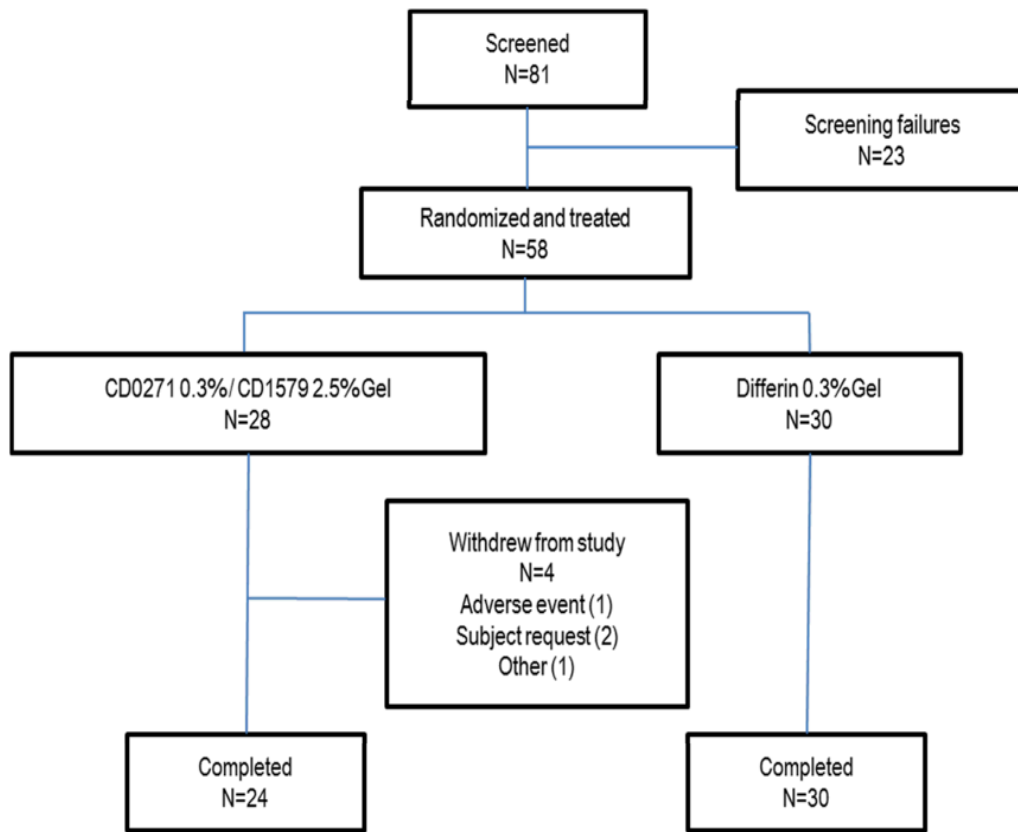 Screened
N=81
Screening failures
N=23
Randomized and treated
N=58
CD0271 0.3%/ CD1579 2.5% Gel
N=28
Differin 0.3% Gel
N=30
Withdrew from study
N=4
Adverse event (1)
Subject request (2)
Other (1)
Completed
N=24
Completed
N=30